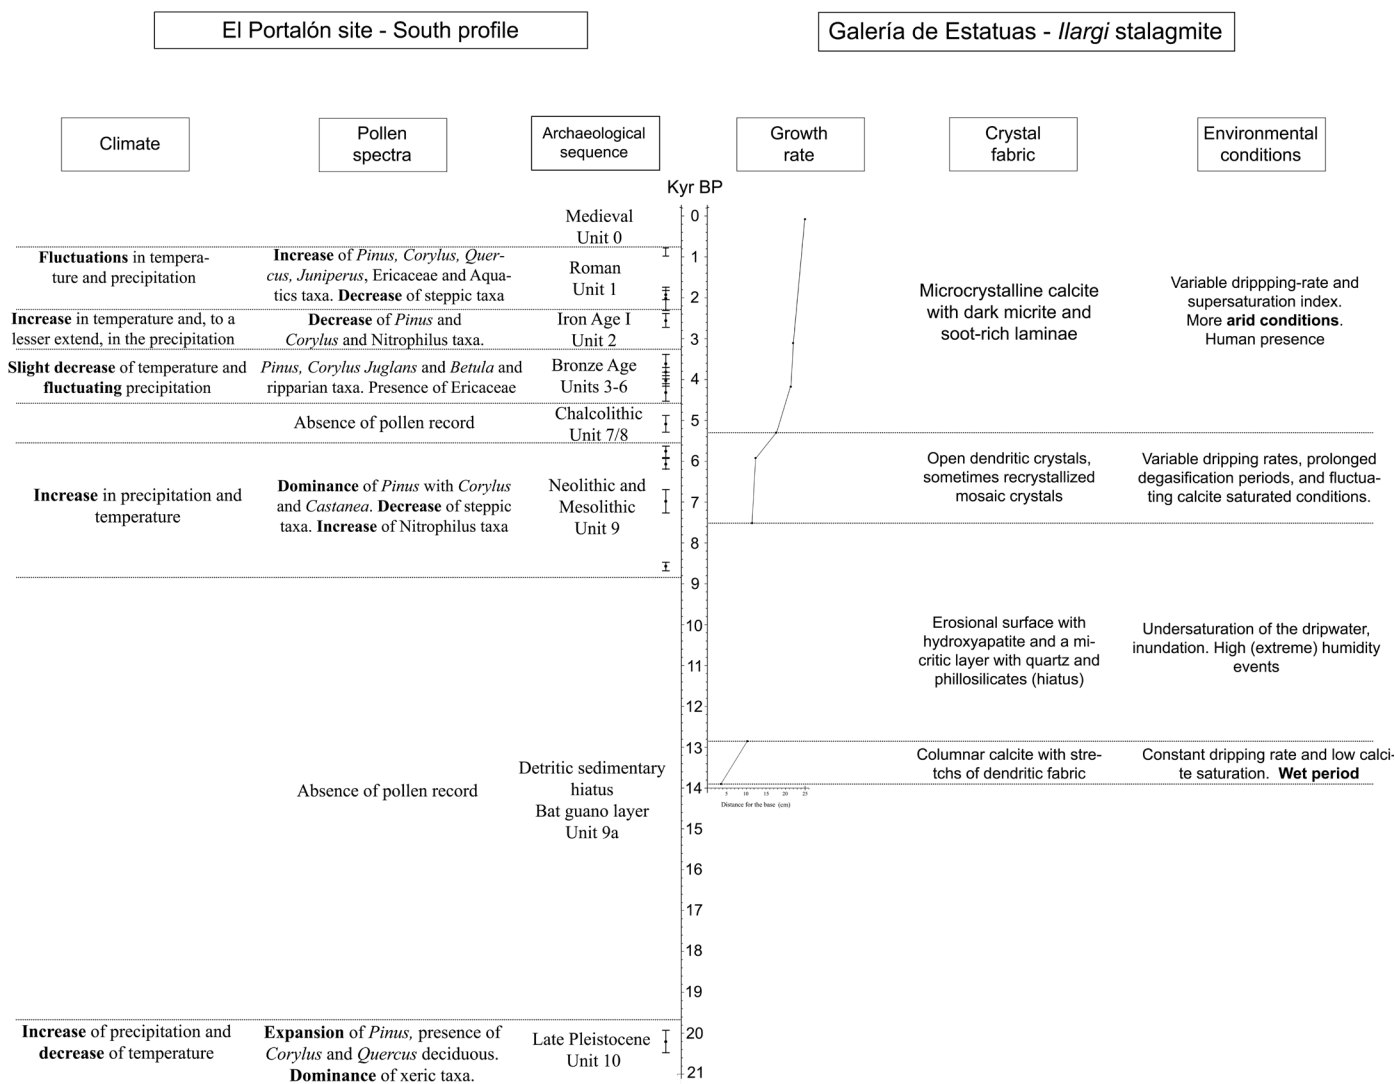 El Portalón site - South profile
Galería de Estatuas - Ilargi stalagmite
Climate
Pollen
spectra
Archaeological
sequence
Growth
rate
Crystal
fabric
Environmental
conditions
Kyr BP
Medieval
Unit 0
Fluctuations in tempera-
ture and precipitation
Increase of Pinus, Corylus, Quer-
cus, Juniperus, Ericaceae and Aqua-
tics taxa. Decrease of steppic taxa
Roman
Unit 1
Increase in temperature and, to a
lesser extend, in the precipitation
Decrease of Pinus and
Corylus and Nitrophilus taxa.
Iron Age I
Unit 2
Slight decrease of temperature and
fluctuating precipitation
Pinus, Corylus Juglans and Betula and
ripparian taxa. Presence of Ericaceae
Bronze Age
Units 3-6
Absence of pollen record
Chalcolithic
Unit 7/8
Increase in precipitation and
temperature
Dominance of Pinus with Corylus
and Castanea. Decrease of steppic
taxa. Increase of Nitrophilus taxa
Neolithic and
Mesolithic
Unit 9
Absence of pollen record
Detritic sedimentary
hiatus
Bat guano layer
Unit 9a
Increase of precipitation and
decrease of temperature
Expansion of Pinus, presence of
Corylus and Quercus deciduous.
Dominance of xeric taxa.
Late Pleistocene
Unit 10
0
1
2
3
4
5
6
7
8
9
10
11
12
13
14
15
16
17
18
19
20
21
5 10 15 20 25
Distance for the base (cm)
Microcrystalline calcite
with dark micrite and
soot-rich laminae
Variable drippping-rate and
supersaturation index.
More arid conditions.
Human presence
Open dendritic crystals,
sometimes recrystallized
mosaic crystals
Variable dripping rates, prolonged
degasification periods, and fluctua-
ting calcite saturated conditions.
Erosional surface with
hydroxyapatite and a mi-
critic layer with quartz and
phillosilicates (hiatus)
Undersaturation of the dripwater,
inundation. High (extreme) humidity
events
Columnar calcite with stre-
tchs of dendritic fabric
Constant dripping rate and low calci-
te saturation. Wet period